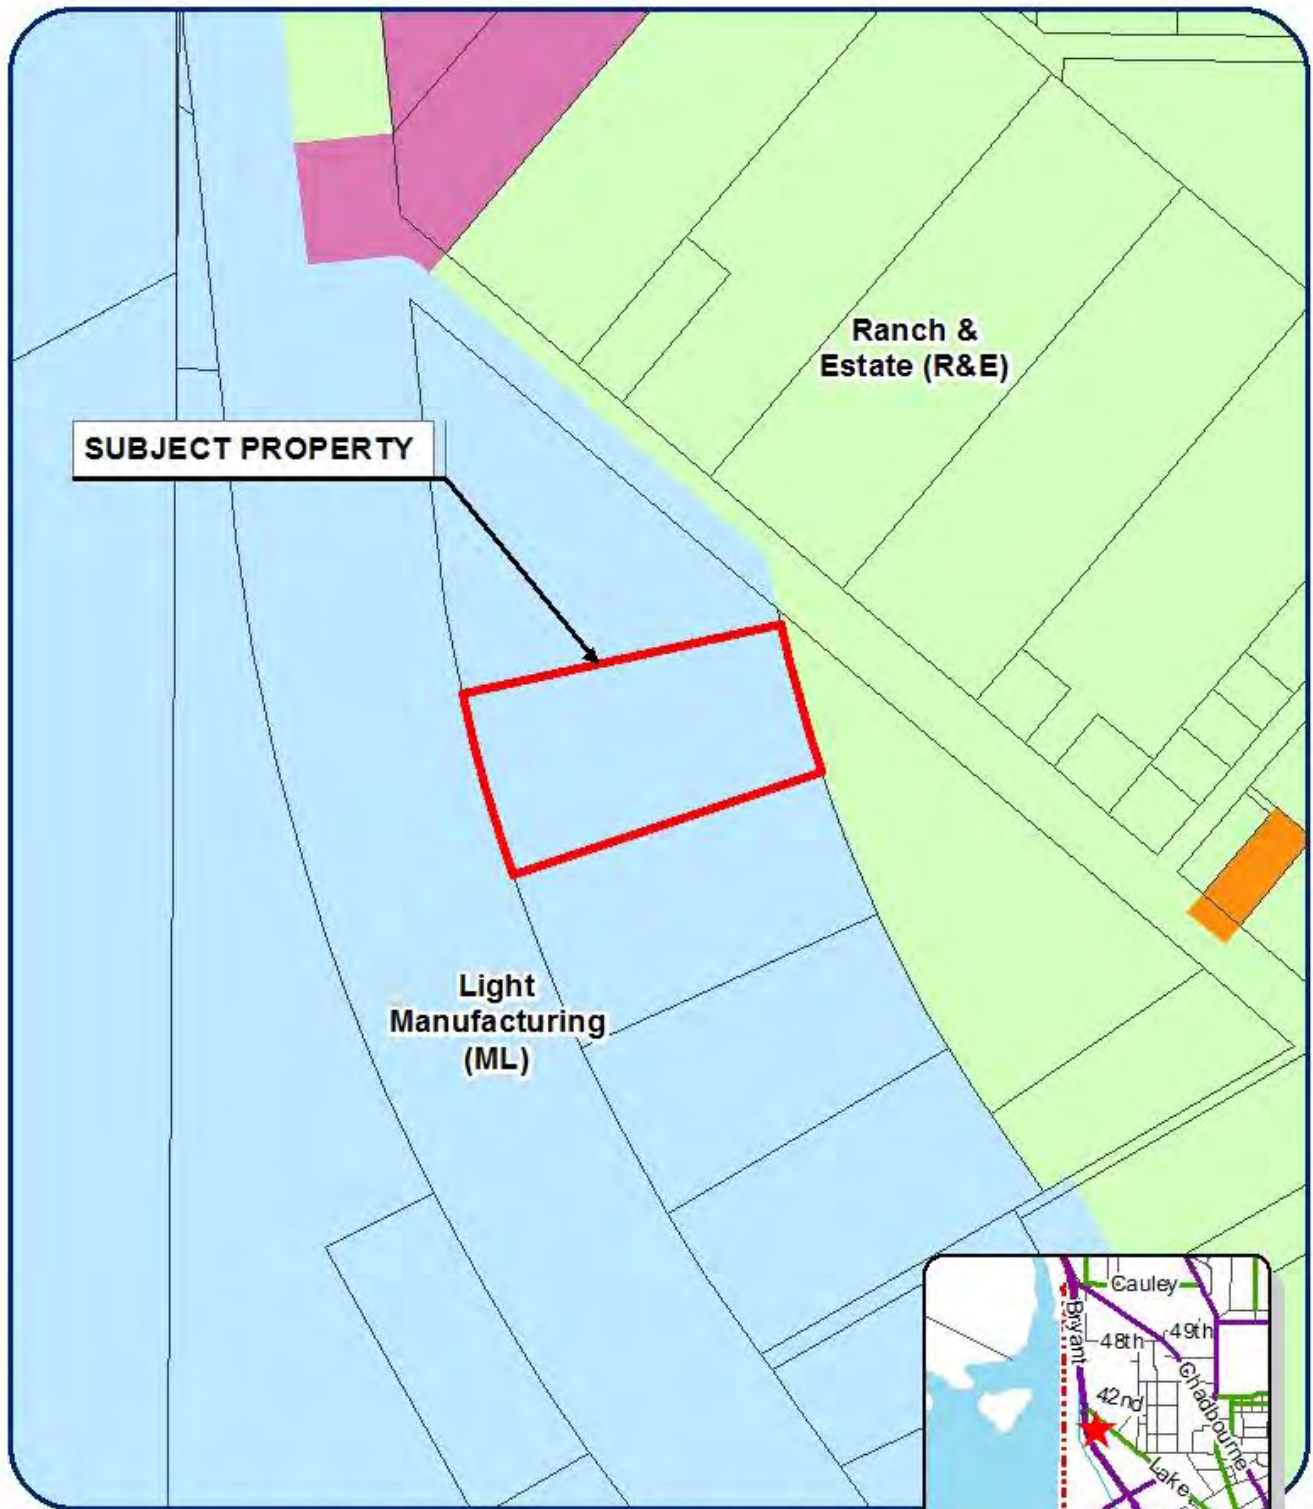 Ranch &
Estate (R&E)
SUBJECT PROPERTY
Light
Manufacturing
(ML)
Cauley
Bryant
48th
49th
Chadbourne
42nd
Lake